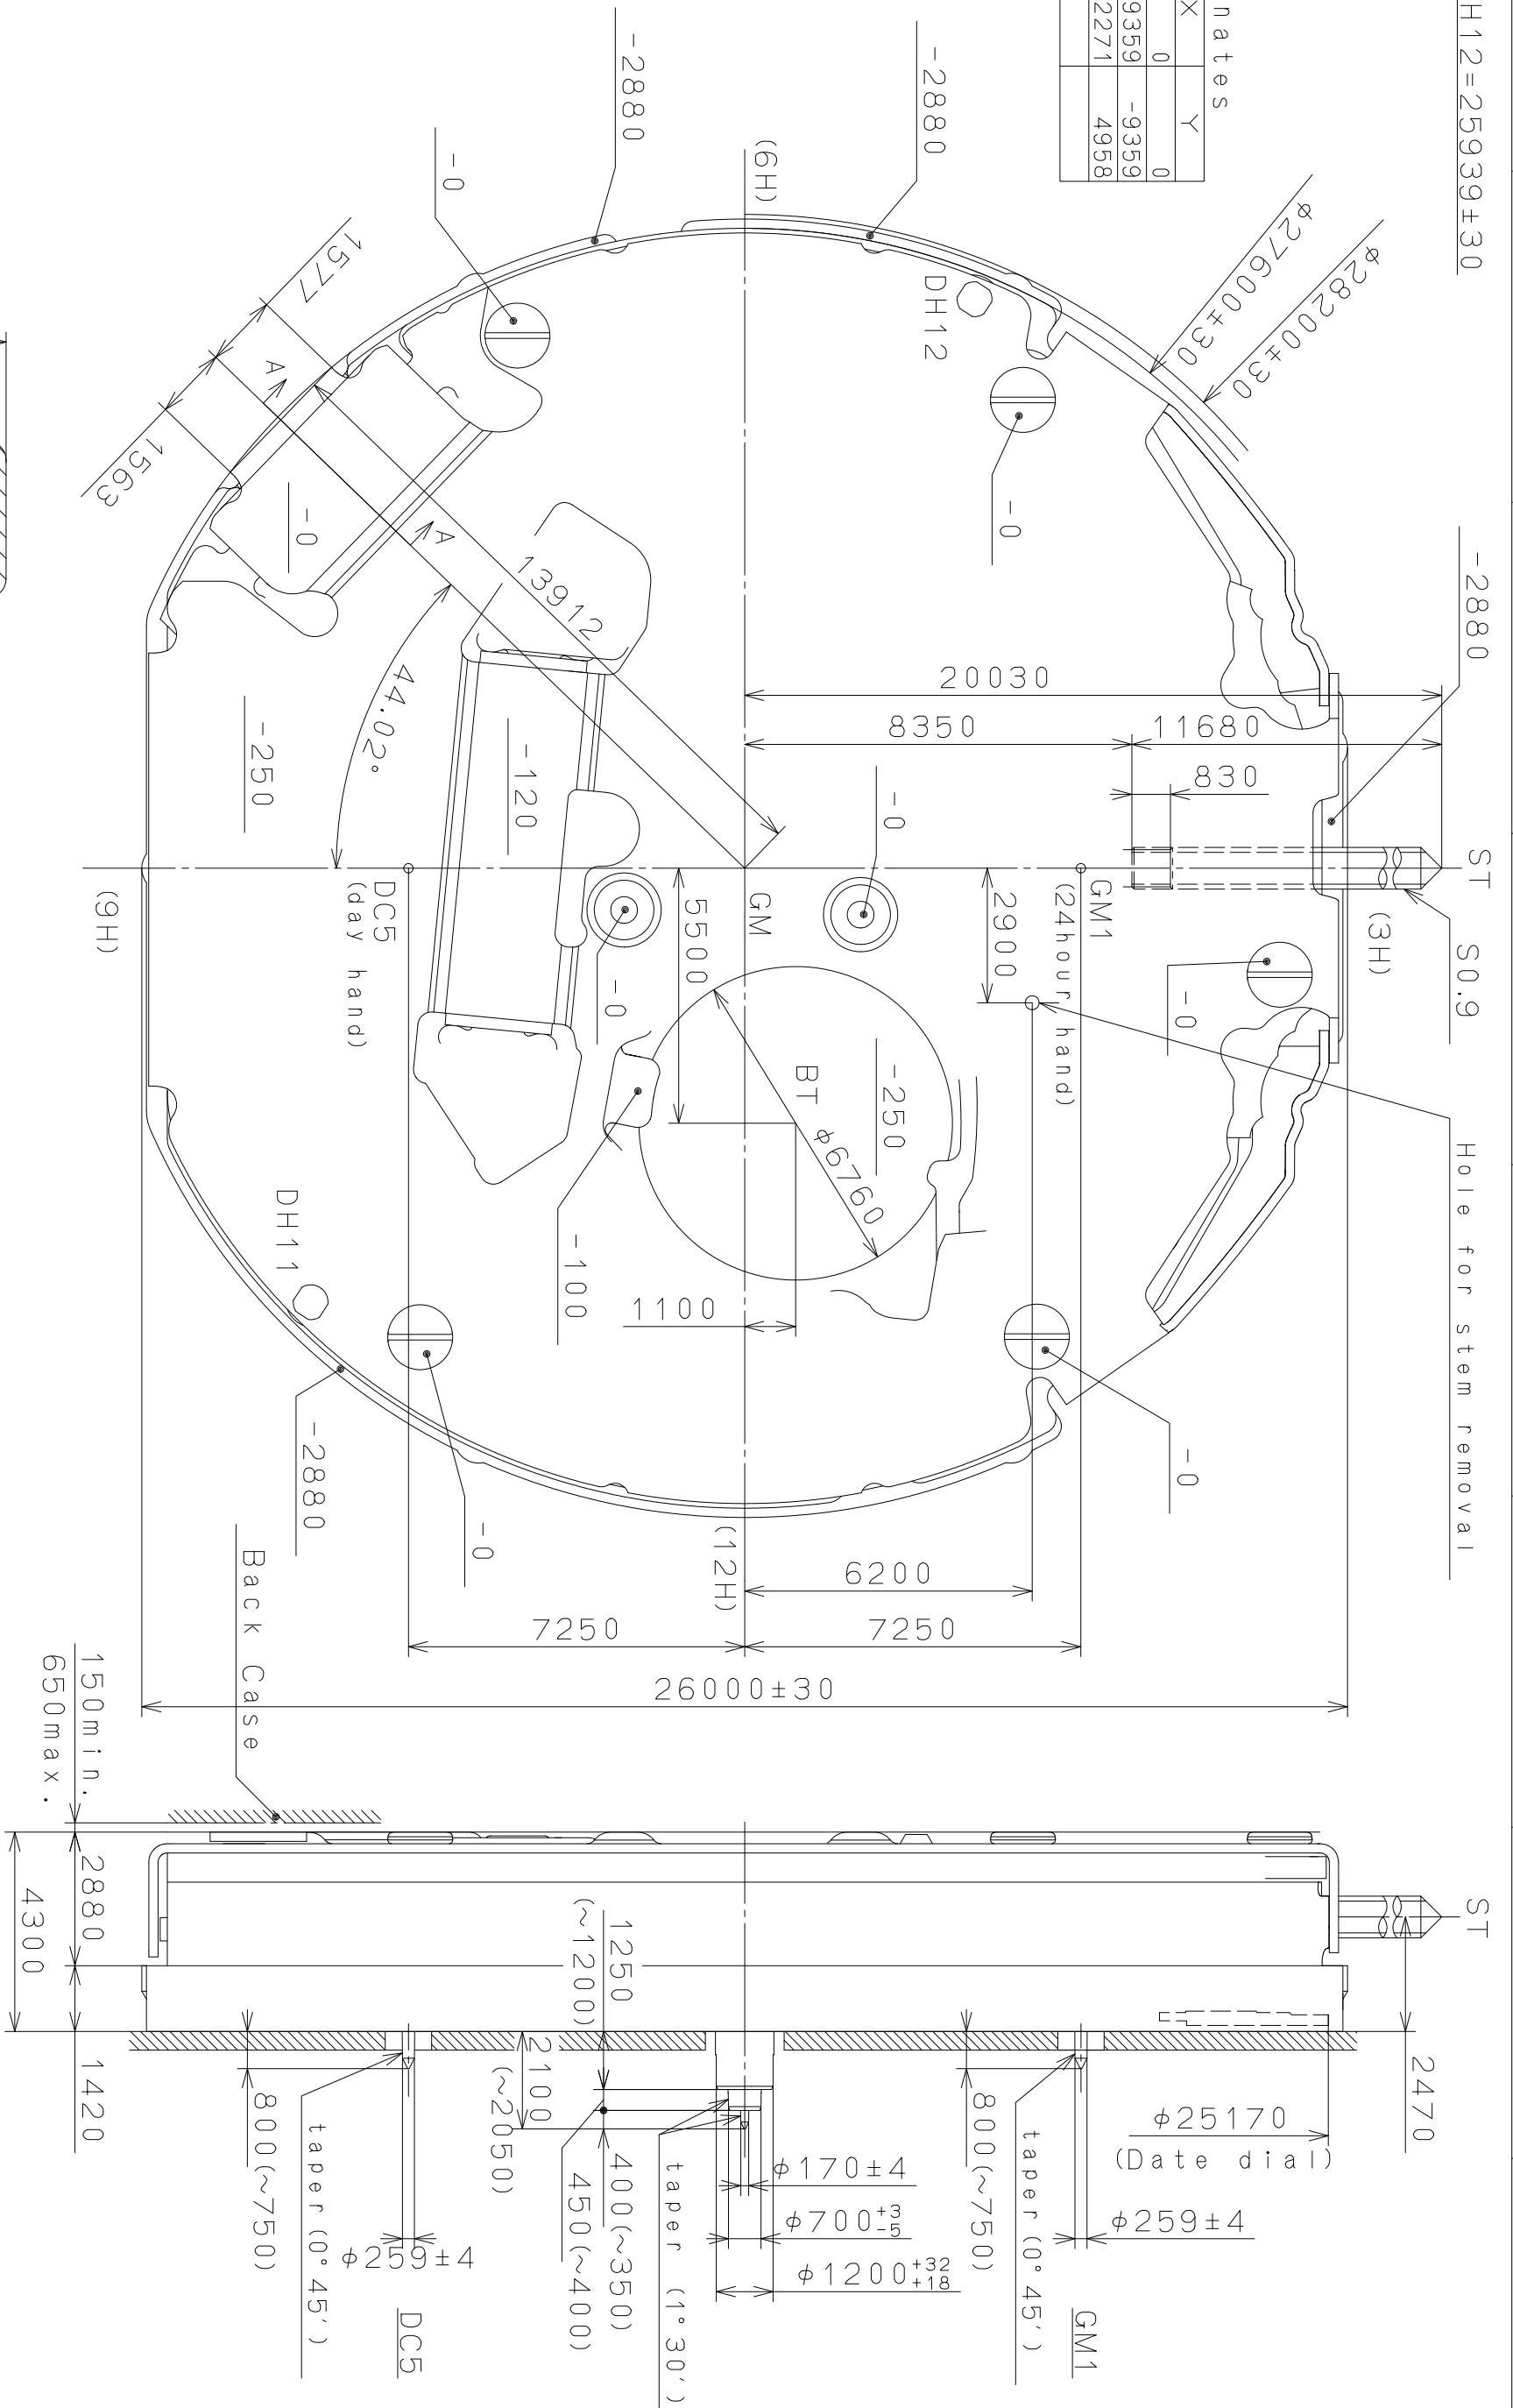 H12=25939±30
nates
X Y
0 0
9359 -9359
2271 4958
-2880
-2880
-0
(6H)
φ27600±30
φ28200±30
DH12
-0
1577
1563
A
A
-0
13912
44.02°
-250
-120
-2880
20030
8350
11680
830
ST
S0.9
(3H)
-0
GM1
(24hour hand)
2900
GM
5500
-0
DC5
(day hand)
(9H)
-0
Hole for stem removal
BT
φ6760
-250
-100
1100
DH11
-2880
-0
-0
(12H)
6200
7250
7250
26000±30
Back Case
150min.
650max.
2880
4300
1420
ST
2470
1250
(~1200)
2100
(~2050)
400(~350)
450(~400)
taper (1°30′)
φ170±4
φ700 +3 -5
φ1200 +32 +18
φ25170
(Date dial)
φ259±4
800(~750)
taper(0°45′)
GM1
800(~750)
taper(0°45′)
φ259±4
DC5